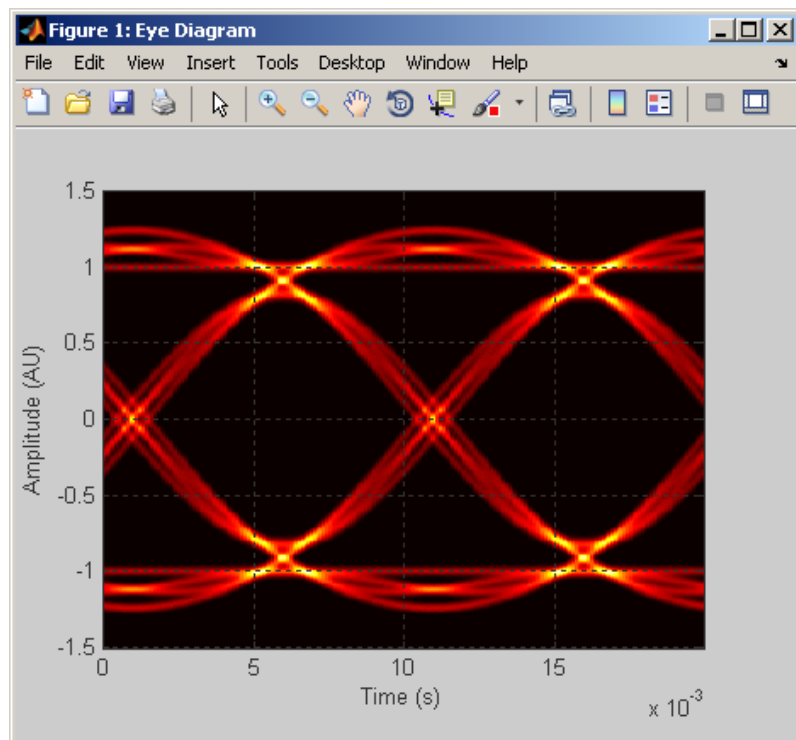 Figure 1: Eye Diagram
File Edit View Insert Tools Desktop Window Help
1.5
1
0.5
0
-0.5
-1
-1.5
Amplitude (AU)
0 5 10 15
Time (s)
x 10-3